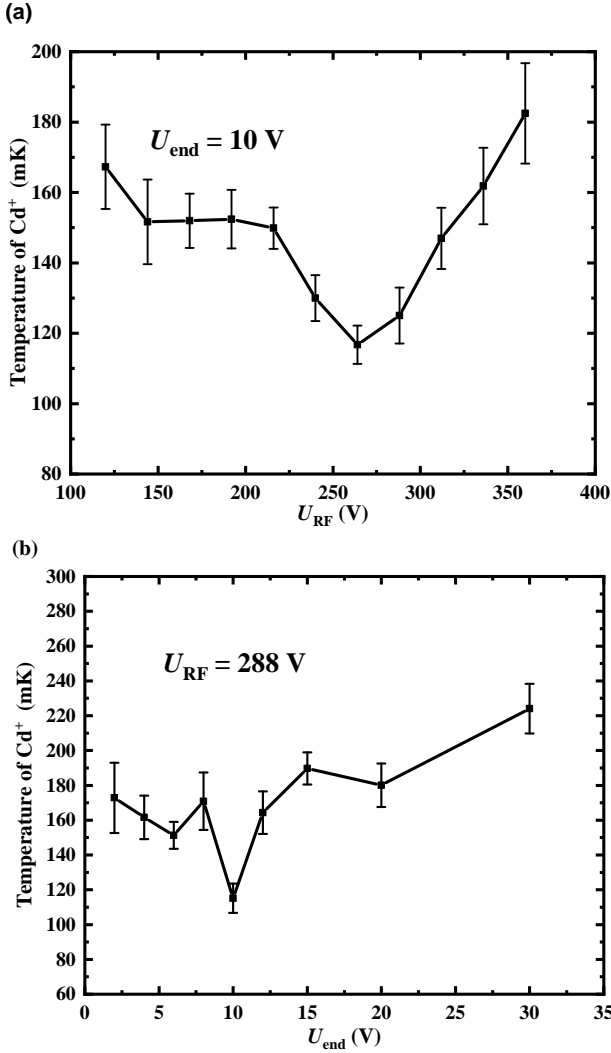 (a)
200
180
160
140
120
100
80
Temperature of Cd⁺ (mK)
U_end = 10 V
100 150 200 250 300 350 400
U_RF (V)
(b)
300
280
260
240
220
200
180
160
140
120
100
80
60
Temperature of Cd⁺ (mK)
U_RF = 288 V
0 5 10 15 20 25 30 35
U_end (V)